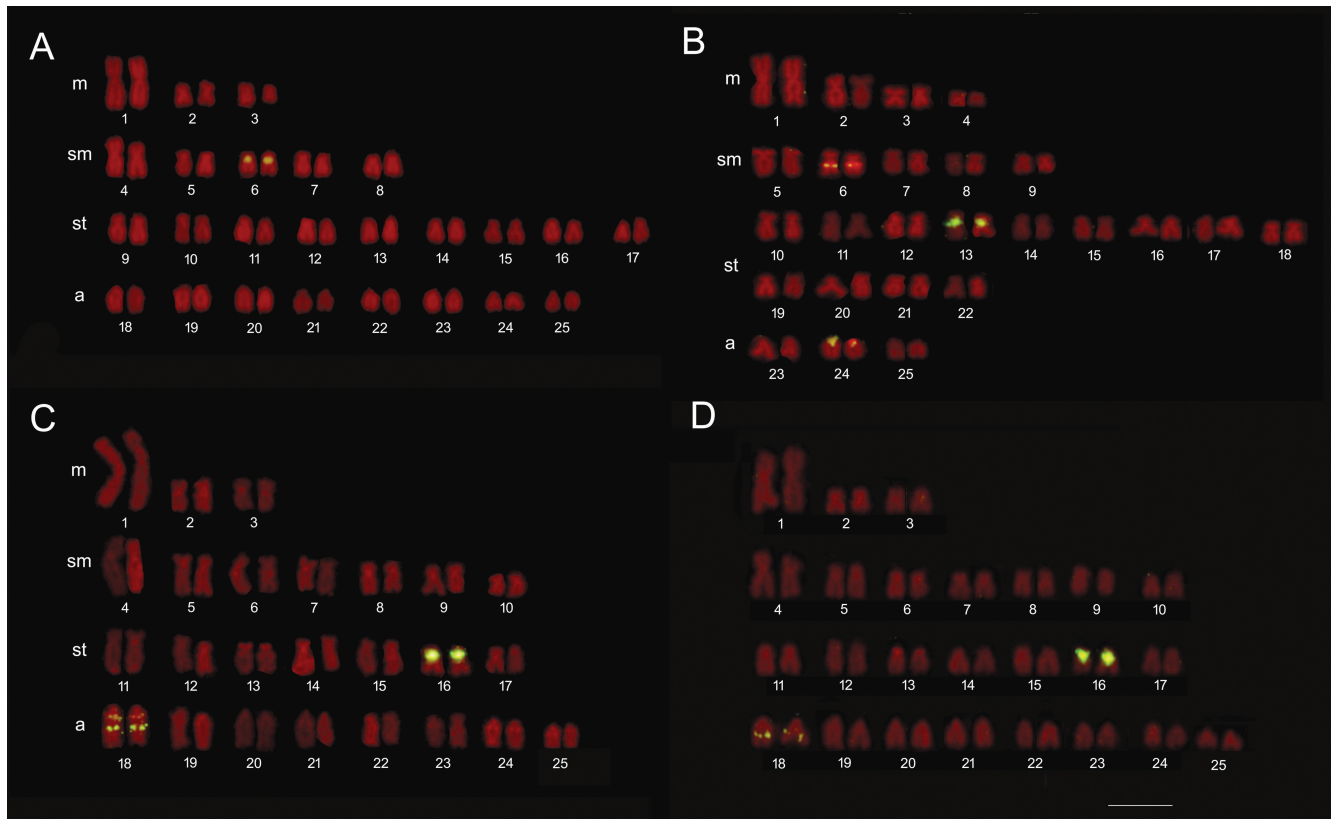 A
m
1 2 3
sm
4 5 6 7 8
st
9 10 11 12 13 14 15 16 17
a
18 19 20 21 22 23 24 25
B
m
1 2 3 4
sm
5 6 7 8 9
10 11 12 13 14 15 16 17 18
st
19 20 21 22
a
23 24 25
C
m
1 2 3
sm
4 5 6 7 8 9 10
st
11 12 13 14 15 16 17
a
18 19 20 21 22 23 24 25
D
1 2 3
4 5 6 7 8 9 10
11 12 13 14 15 16 17
18 19 20 21 22 23 24 25